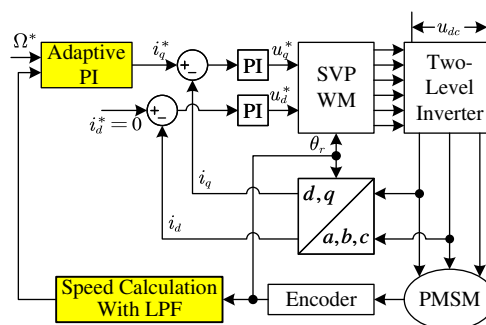 Ω*
Adaptive
PI
i_q^*
+
−
PI
u_q^*
SVP
WM
u_dc
Two-
Level
Inverter
i_d^* = 0
+
−
PI
u_d^*
θ_r
i_q
d, q
a, b, c
i_d
Speed Calculation
With LPF
Encoder
PMSM